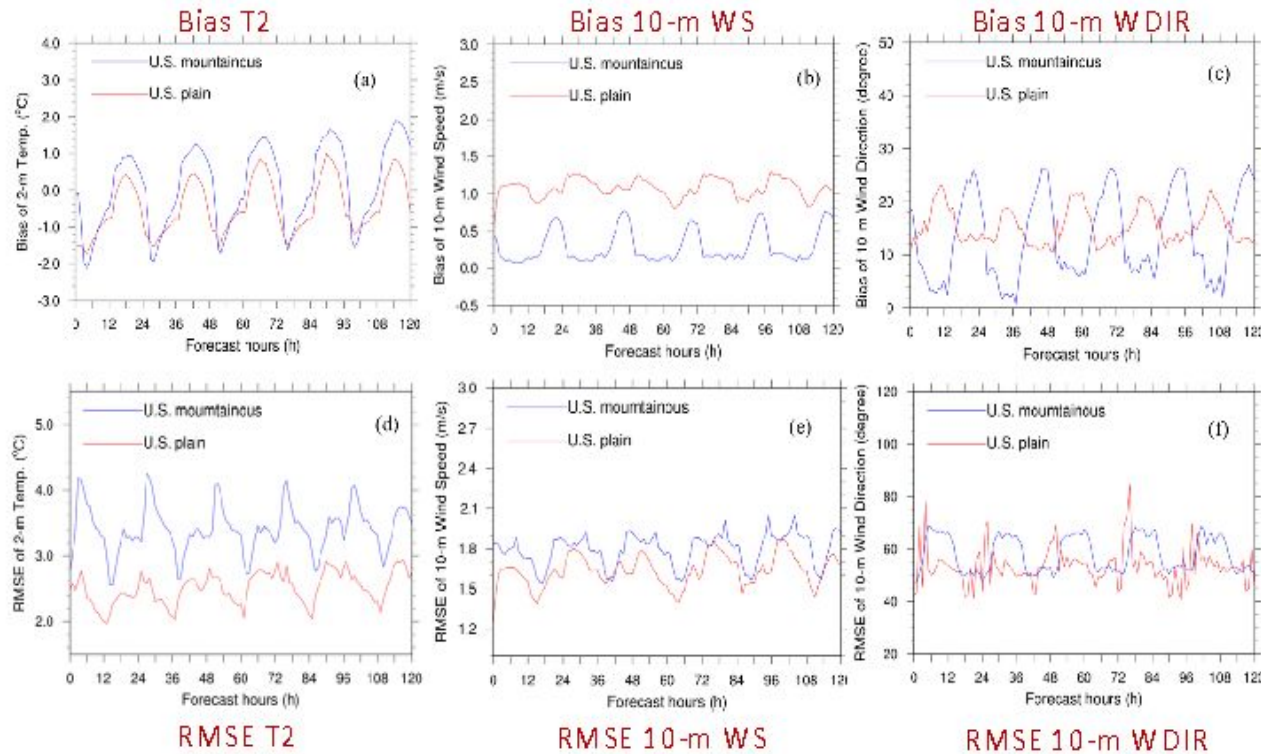 Bias T2
Bias 10-m WS
Bias 10-m WDIR
4.0
3.0
2.0
1.0
0.0
-1.0
-2.0
-3.0
Bias of 2-m Temp. (°C)
U.S. mountaincus
U.S. plain
(a)
0 12 24 36 48 60 72 84 96 108 120
Forecast hours (h)
3.0
2.5
2.0
1.5
1.0
0.5
0.0
-0.5
Bias of 10-m Wind Speed (m/s)
U.S. mountaincus
U.S. plain
(b)
0 12 24 36 48 60 72 84 96 108 120
Forecast hours (h)
50
40
30
20
10
0
Bias of 10 m Wind Direction (degree)
U.S. mountaincus
U.S. plain
(c)
0 12 24 36 48 60 72 84 96 108 120
Forecast hours (h)
5.0
4.0
3.0
2.0
RMSE of 2-m Temp. (°C)
U.S. moumtainous
U.S. plain
(d)
0 12 24 36 48 60 72 84 96 108 120
Forecast hours (h)
3.0
2.7
2.4
2.1
1.8
1.5
1.2
RMSE of 10-m Wind Speed (m/s)
U.S. moumtainous
U.S. plain
(e)
0 12 24 36 48 60 72 84 96 108 120
Forecast hours (h)
120
100
80
60
40
20
RMSE of 10-m Wind Direction (degree)
U.S. moumtainous
U.S. plain
(f)
0 12 24 36 48 60 72 84 96 108 120
Forecast hours (h)
RMSE T2
RMSE 10-m WS
RMSE 10-m WDIR